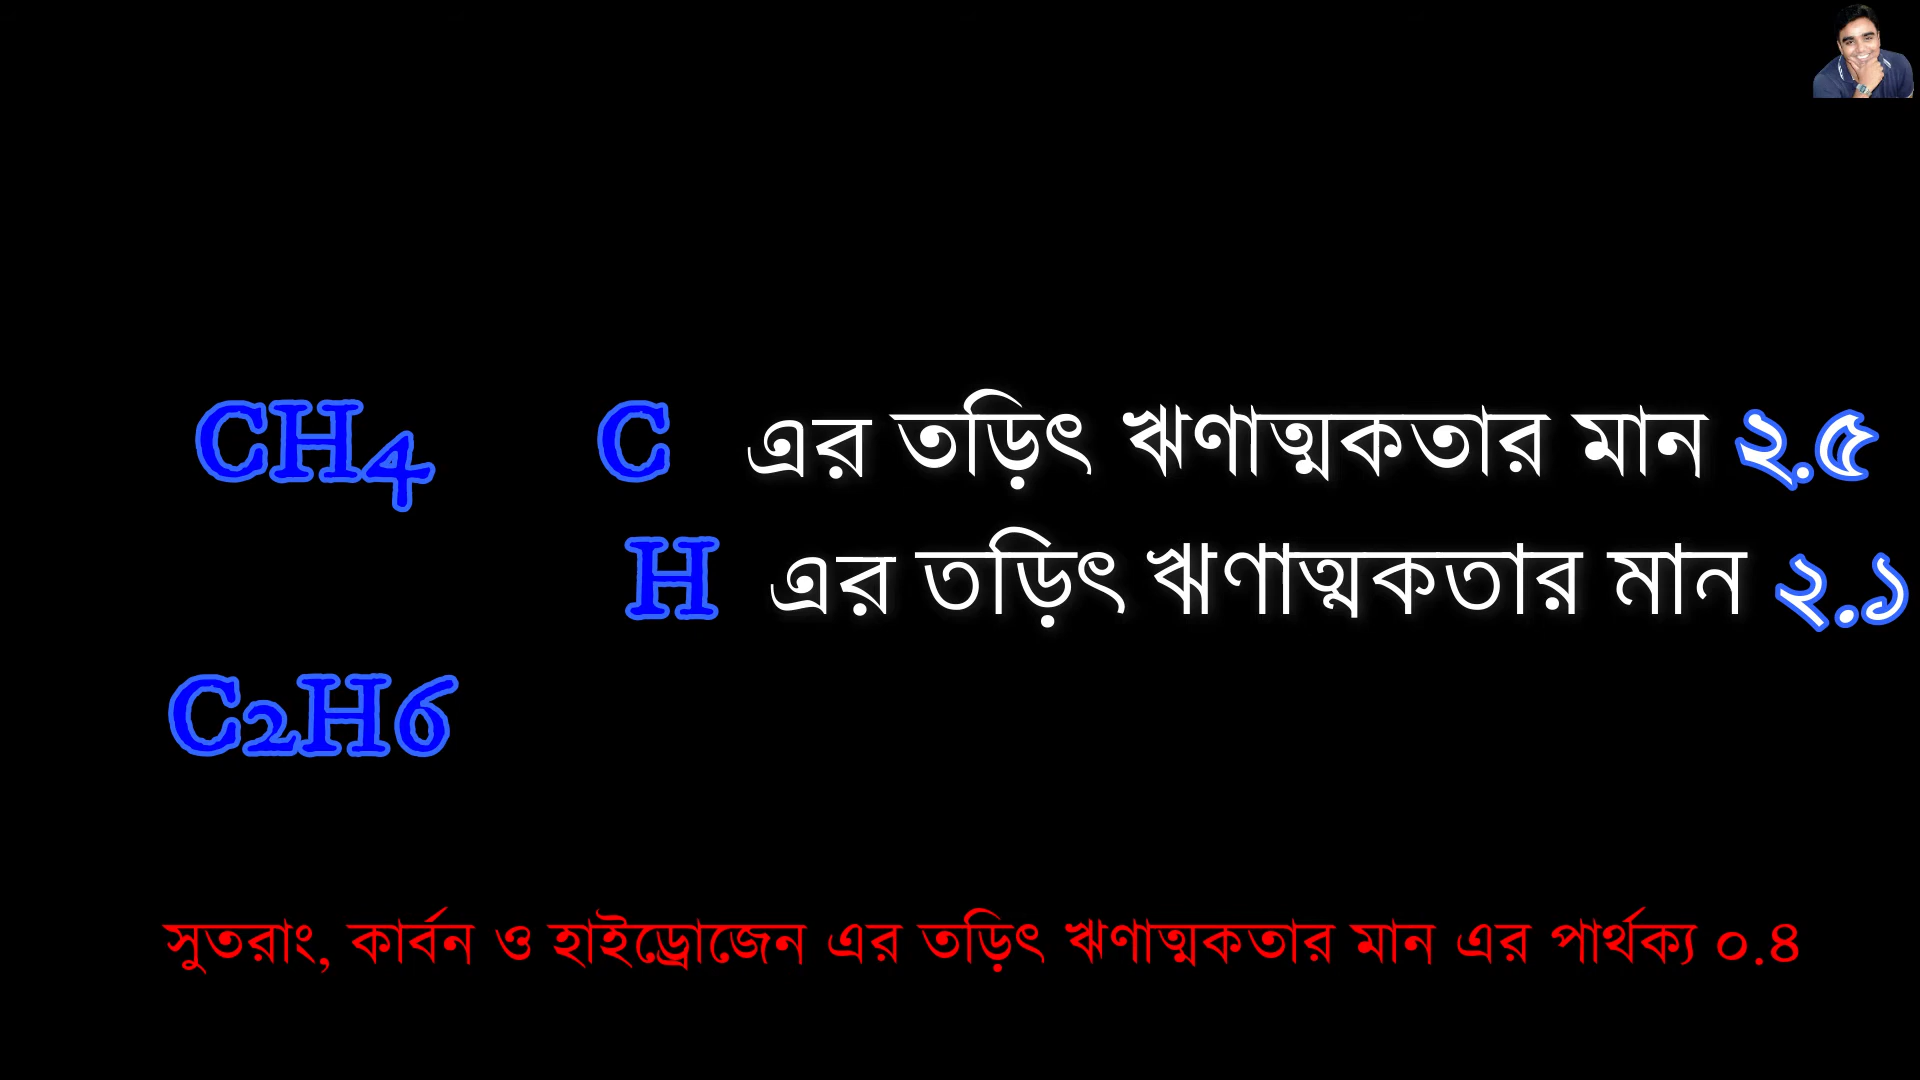 CH4 C এর তড়িৎ ঋণাত্মকতার মান ২.৫
H এর তড়িৎ ঋণাত্মকতার মান ২.১
C2H6
সুতরাং, কার্বন ও হাইড্রোজেন এর তড়িৎ ঋণাত্মকতার মান এর পার্থক্য ০.৪